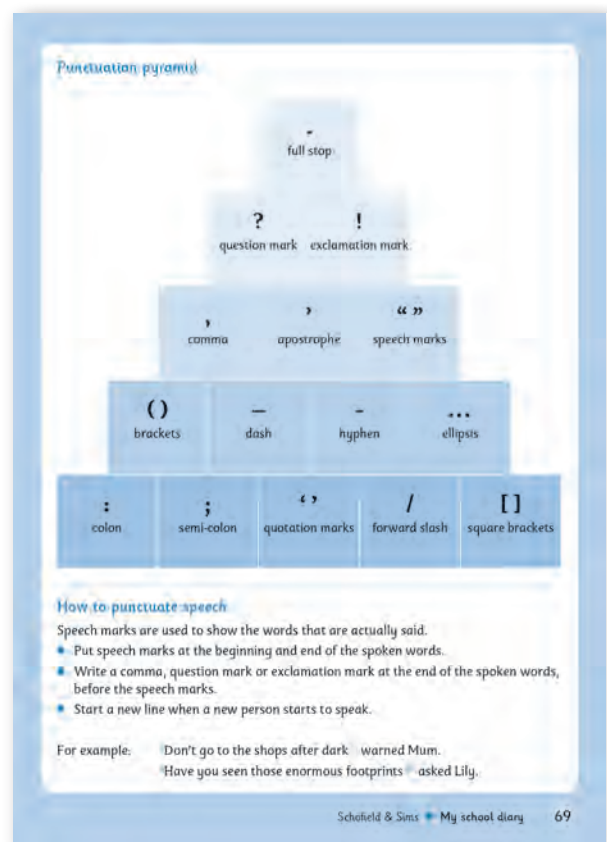 Punctuation pyramid
.
full stop
? !
question mark exclamation mark
, ’ “ ”
comma apostrophe speech marks
( ) – - …
brackets dash hyphen ellipsis
: ; ‘ ’ / [ ]
colon semi-colon quotation marks forward slash square brackets
How to punctuate speech
Speech marks are used to show the words that are actually said.
• Put speech marks at the beginning and end of the spoken words.
• Write a comma, question mark or exclamation mark at the end of the spoken words,
before the speech marks.
• Start a new line when a new person starts to speak.
For example: Don’t go to the shops after dark warned Mum.
Have you seen those enormous footprints asked Lily.
Schofield & Sims • My school diary 69